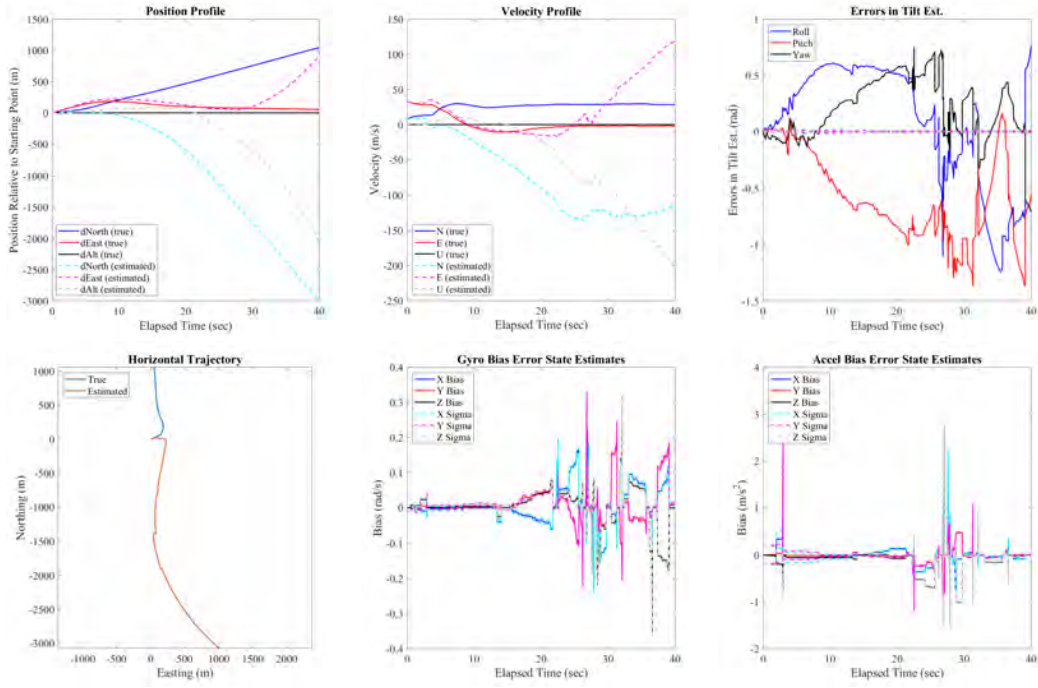 Position Profile
1500
1000
500
0
-500
-1000
-1500
-2000
-2500
-3000
Position Relative to Starting Point (m)
dNorth (true)
dEast (true)
dAlt (true)
dNorth (estimated)
dEast (estimated)
dAlt (estimated)
0 10 20 30 40
Elapsed Time (sec)
Velocity Profile
150
100
50
0
-50
-100
-150
-200
-250
Velocity (m/s)
N (true)
E (true)
U (true)
N (estimated)
E (estimated)
U (estimated)
0 10 20 30 40
Elapsed Time (sec)
Errors in Tilt Est.
1
0.5
0
-0.5
-1
-1.5
Errors in Tilt Est. (rad)
Roll
Pitch
Yaw
0 10 20 30 40
Elapsed Time (sec)
Horizontal Trajectory
1000
500
0
-500
-1000
-1500
-2000
-2500
-3000
Northing (m)
True
Estimated
-1000 0 1000 2000
-500 500 1500
Easting (m)
Gyro Bias Error State Estimates
0.4
0.3
0.2
0.1
0
-0.1
-0.2
-0.3
-0.4
Bias (rad/s)
X Bias
Y Bias
Z Bias
X Sigma
Y Sigma
Z Sigma
0 10 20 30 40
Elapsed Time (sec)
Accel Bias Error State Estimates
4
3
2
1
0
-1
-2
Bias (m/s²)
X Bias
Y Bias
Z Bias
X Sigma
Y Sigma
Z Sigma
0 10 20 30 40
Elapsed Time (sec)